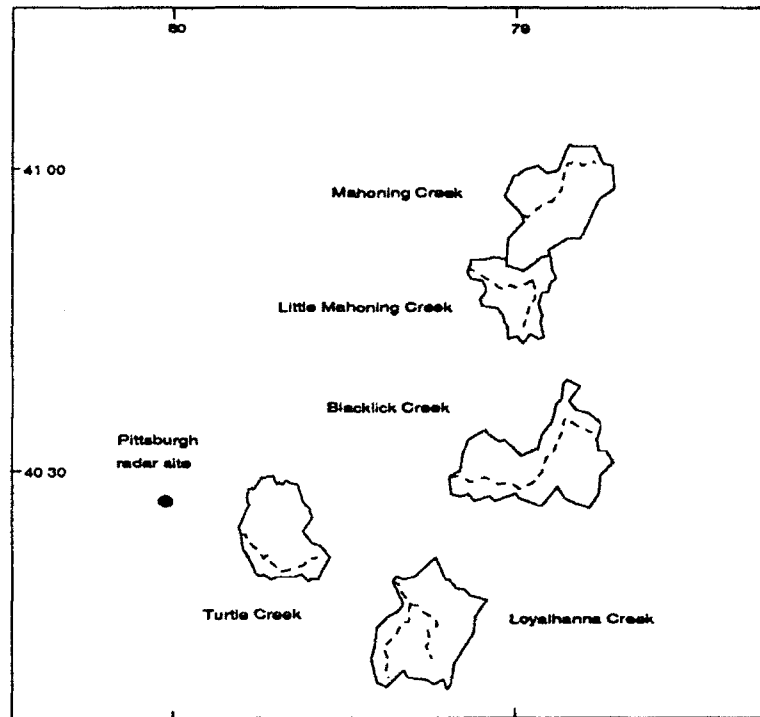 80
79
41 00
Mahoning Creek
Little Mahoning Creek
Blacklick Creek
Pittsburgh
radar site
40 30
Turtle Creek
Loyalhanna Creek